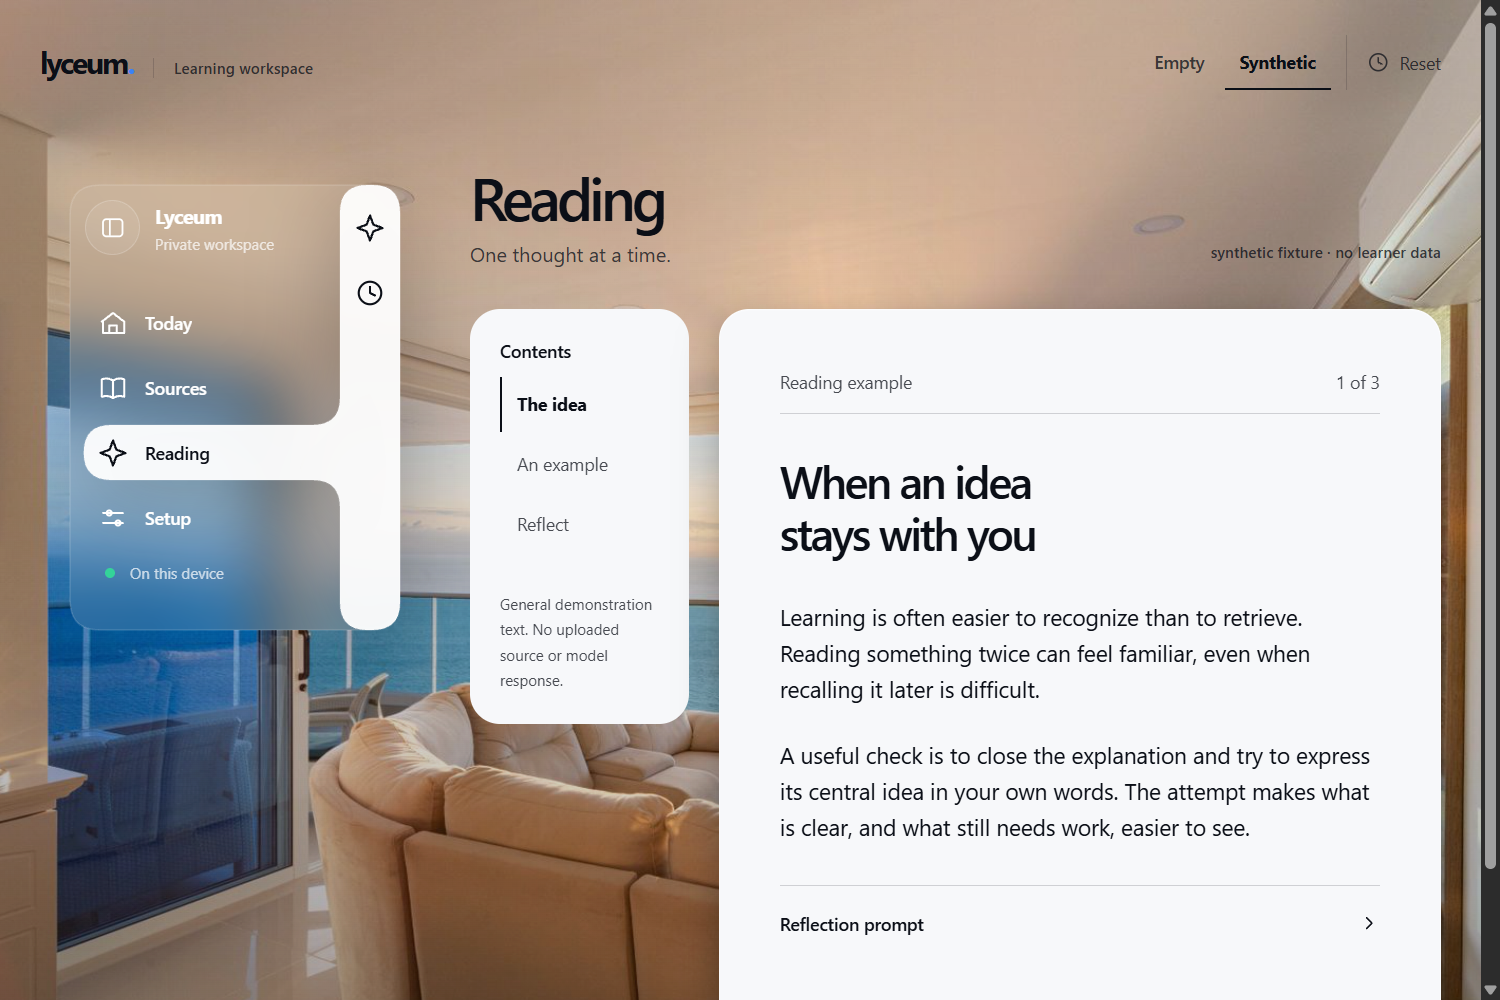 lyceum.
Learning workspace
Empty
Synthetic
Reset
Lyceum
Private workspace
Today
Sources
Reading
Setup
On this device
Reading
One thought at a time.
synthetic fixture · no learner data
Contents
The idea
An example
Reflect
General demonstration
text. No uploaded
source or model
response.
Reading example
1 of 3
When an idea
stays with you
Learning is often easier to recognize than to retrieve.
Reading something twice can feel familiar, even when
recalling it later is difficult.
A useful check is to close the explanation and try to express
its central idea in your own words. The attempt makes what
is clear, and what still needs work, easier to see.
Reflection prompt